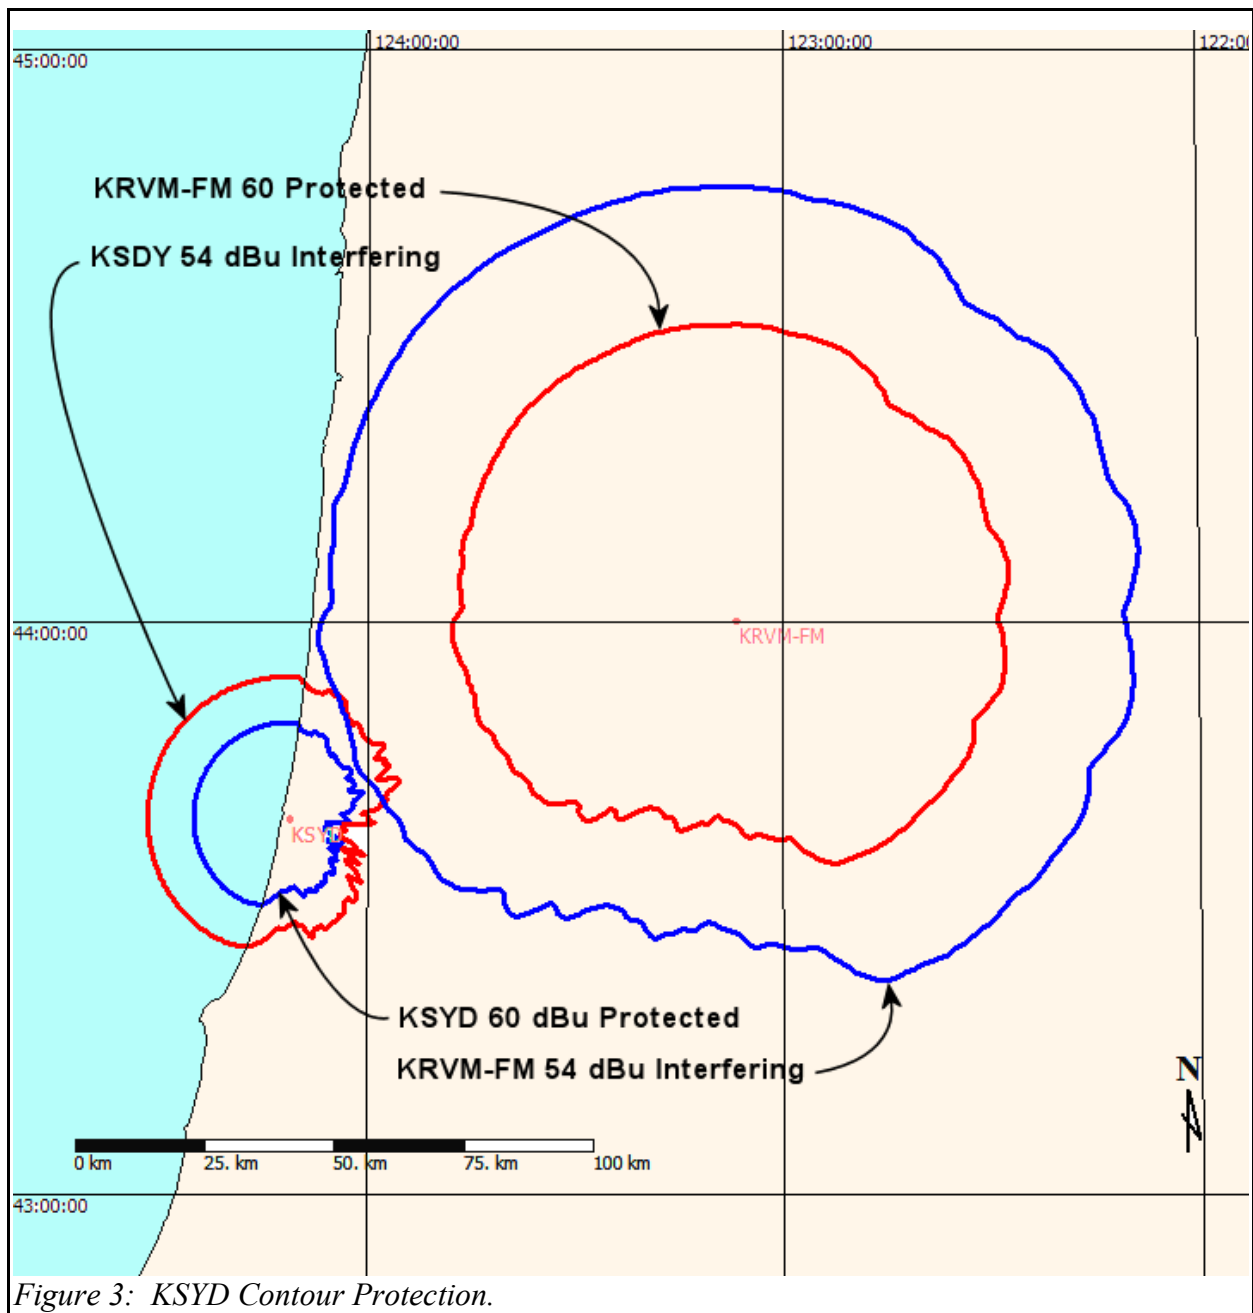 124:00:00
123:00:00
122:0
45:00:00
KRVM-FM 60 Protected
KSDY 54 dBu Interfering
44:00:00
KRVM-FM
KSYD
KSYD 60 dBu Protected
KRVM-FM 54 dBu Interfering
N
0 km 25. km 50. km 75. km 100 km
43:00:00
Figure 3: KSYD Contour Protection.